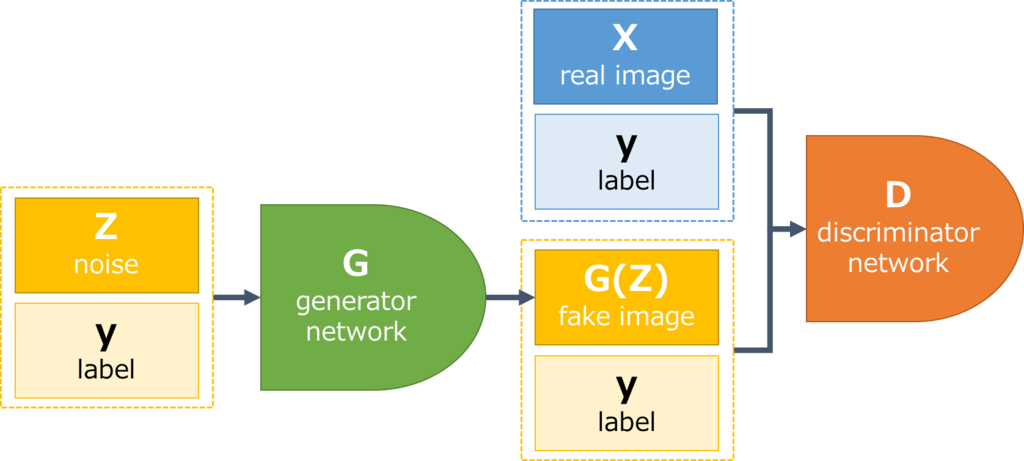 Z
noise
y
label
G
generator
network
X
real image
y
label
G(Z)
fake image
y
label
D
discriminator
network